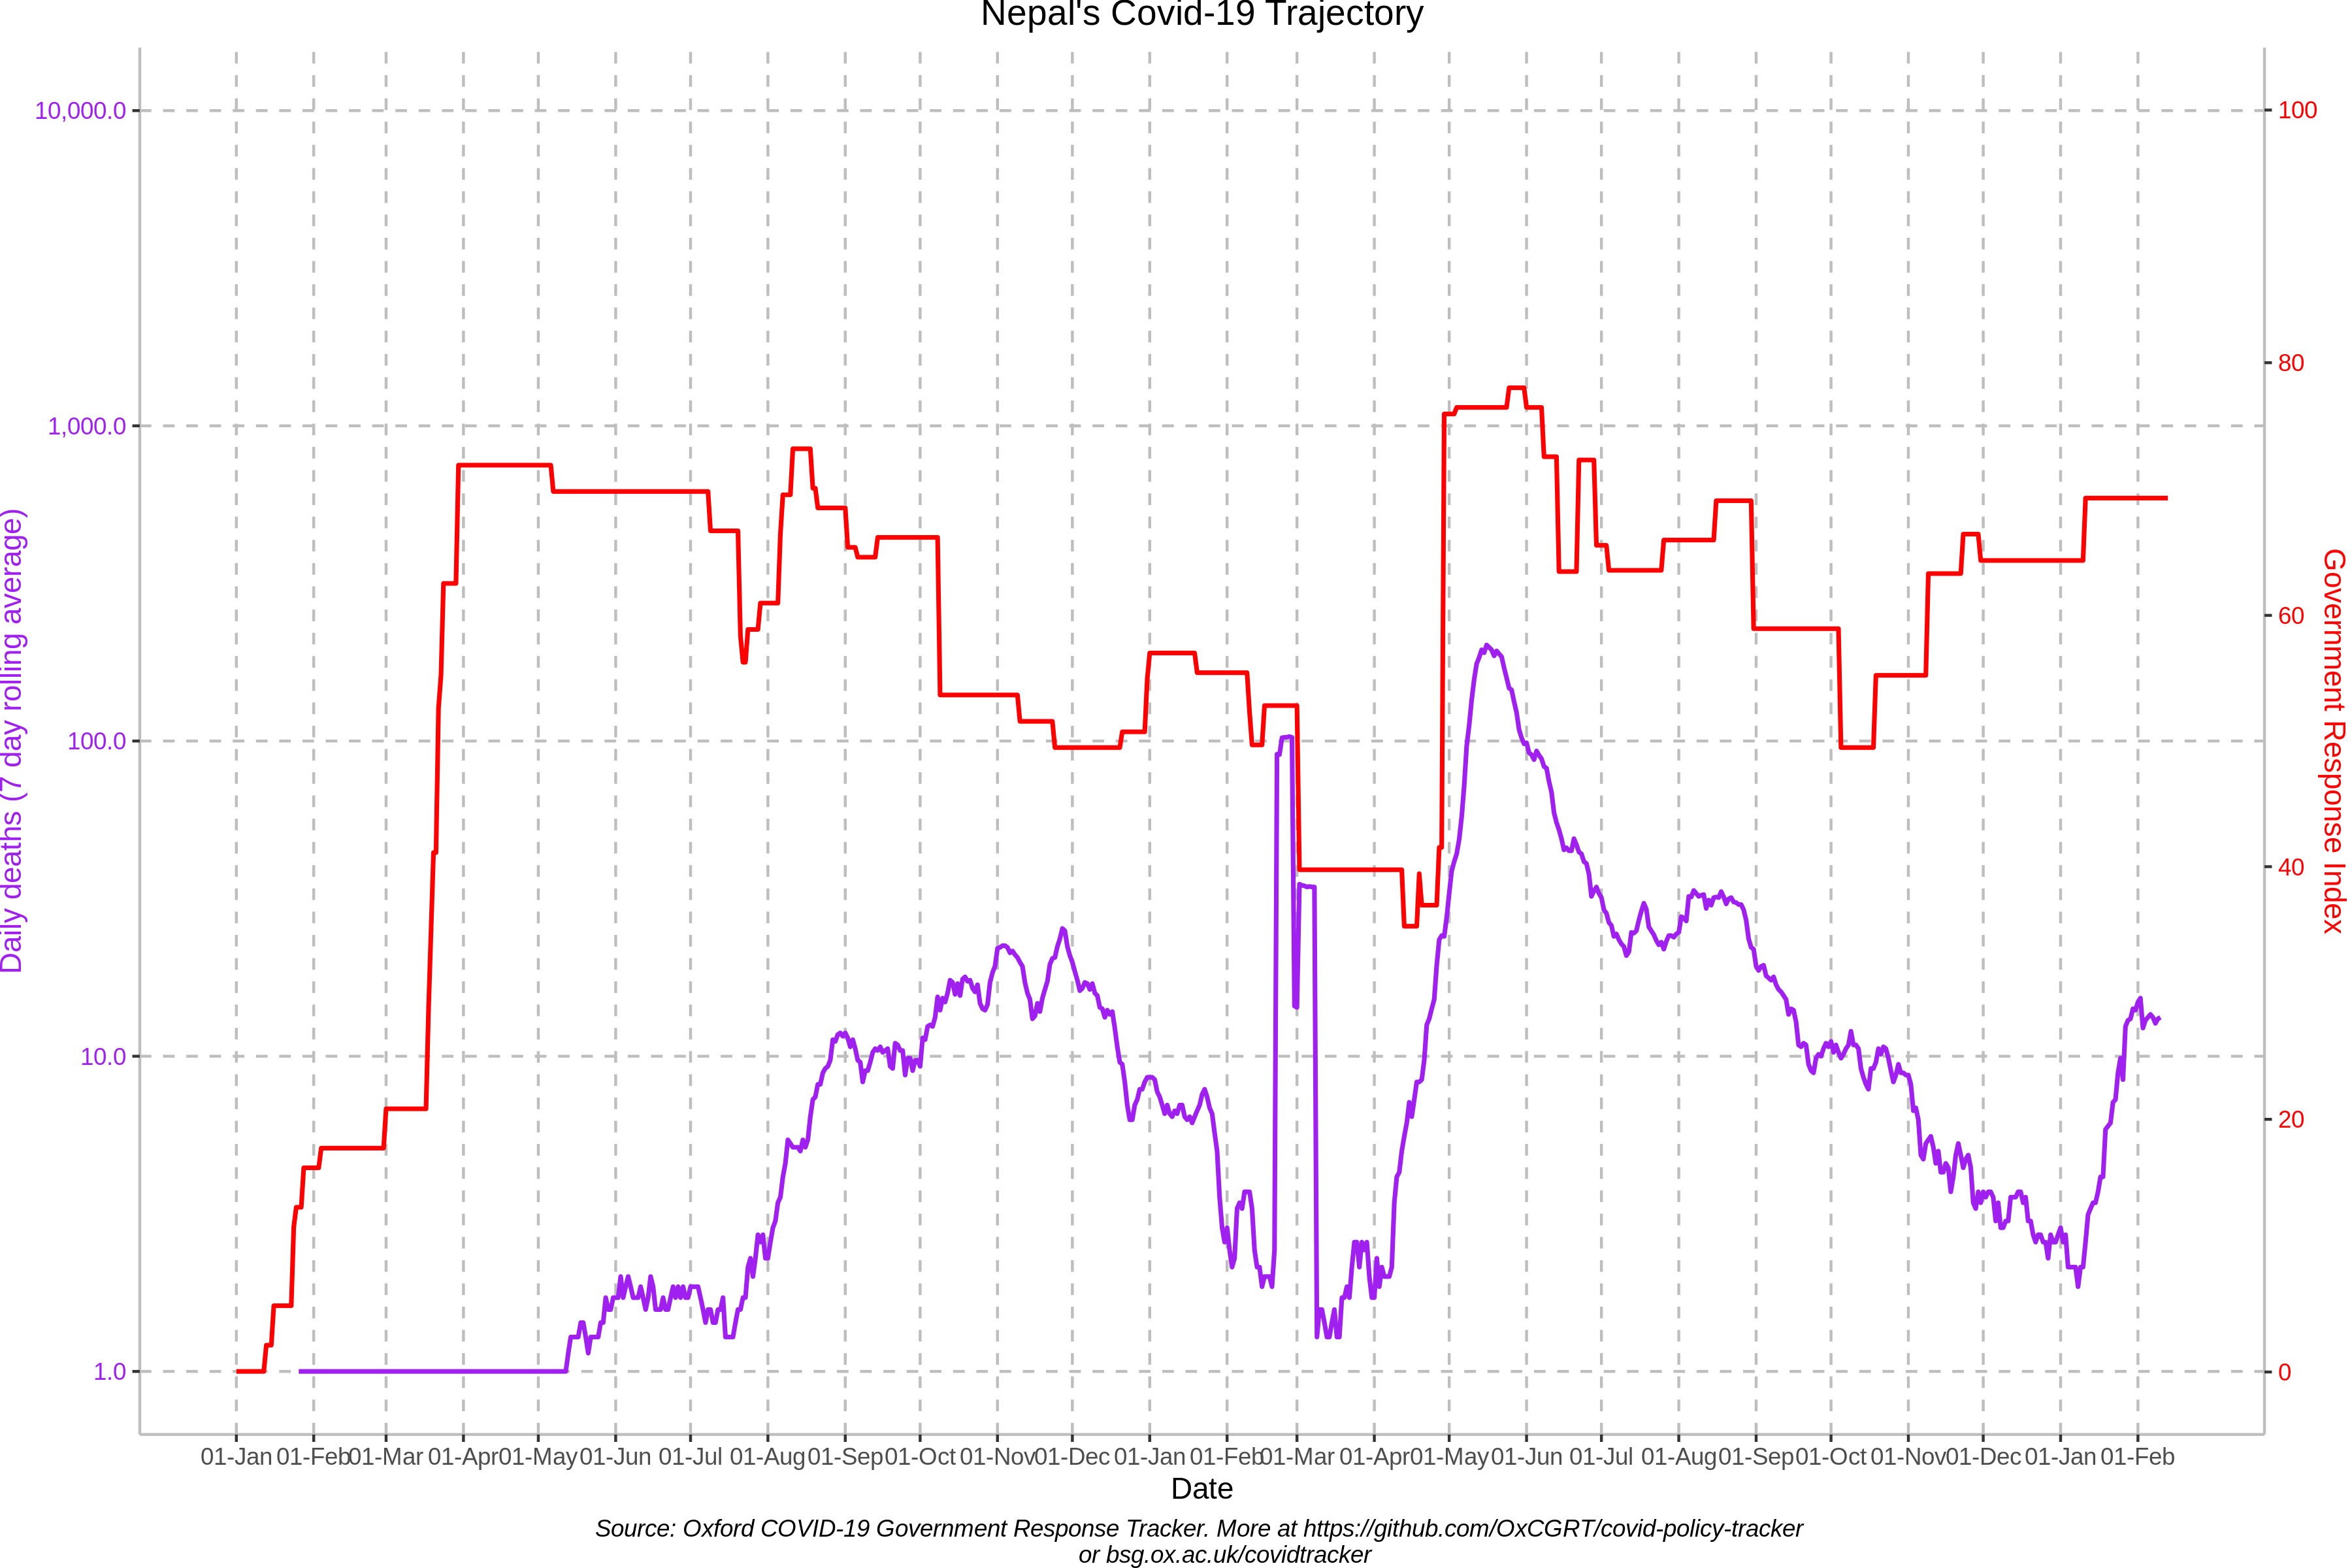 Nepal's Covid-19 Trajectory
10,000.0
1,000.0
100.0
10.0
1.0
Daily deaths (7 day rolling average)
100
80
60
40
20
0
Government Response Index
01-Jan 01-Feb 01-Mar 01-Apr 01-May 01-Jun 01-Jul 01-Aug 01-Sep 01-Oct 01-Nov 01-Dec 01-Jan 01-Feb 01-Mar 01-Apr 01-May 01-Jun 01-Jul 01-Aug 01-Sep 01-Oct 01-Nov 01-Dec 01-Jan 01-Feb
Date
Source: Oxford COVID-19 Government Response Tracker. More at https://github.com/OxCGRT/covid-policy-tracker
or bsg.ox.ac.uk/covidtracker